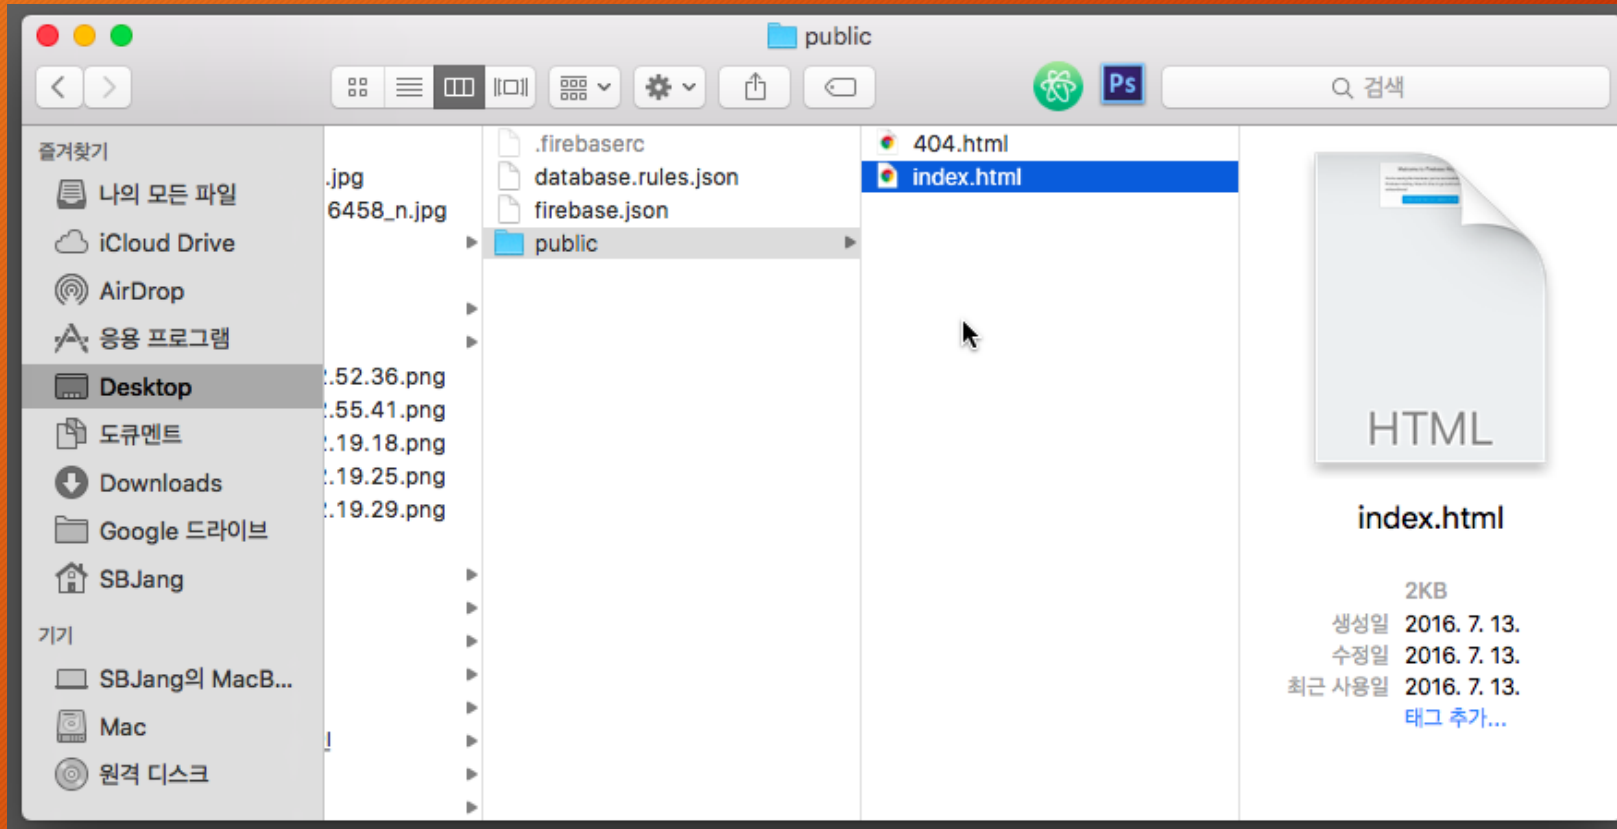 public
Ps
검색
즐겨찾기
나의 모든 파일
iCloud Drive
AirDrop
응용 프로그램
Desktop
도큐멘트
Downloads
Google 드라이브
SBJang
기기
SBJang의 MacB...
Mac
원격 디스크
.jpg
6458_n.jpg
.52.36.png
.55.41.png
.19.18.png
.19.25.png
.19.29.png
.firebaserc
database.rules.json
firebase.json
public
404.html
index.html
HTML
index.html
2KB
생성일 2016. 7. 13.
수정일 2016. 7. 13.
최근 사용일 2016. 7. 13.
태그 추가...